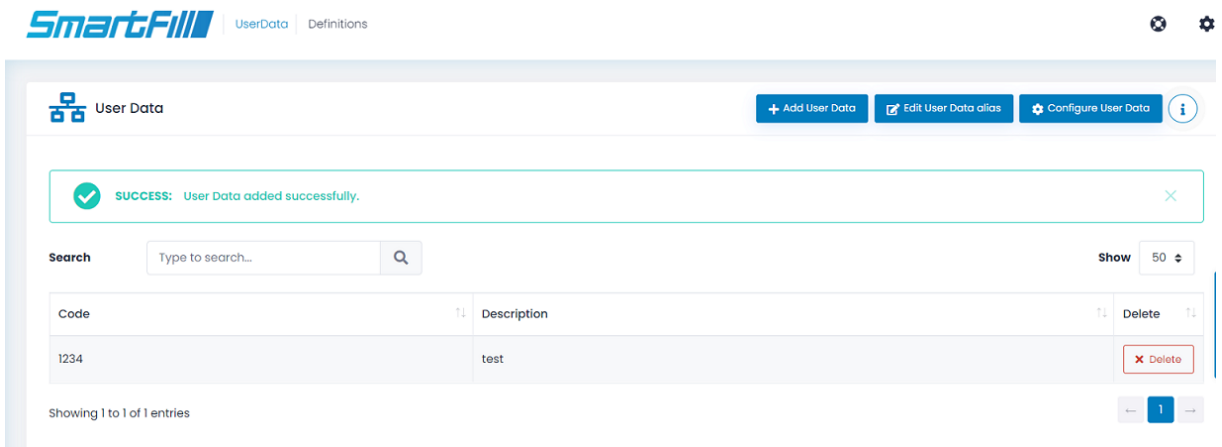 SmartFill UserData Definitions
User Data + Add User Data Edit User Data alias Configure User Data i
SUCCESS: User Data added successfully. ×
Search Type to search... Show 50
Code Description Delete
1234 test × Delete
Showing 1 to 1 of 1 entries ← 1 →